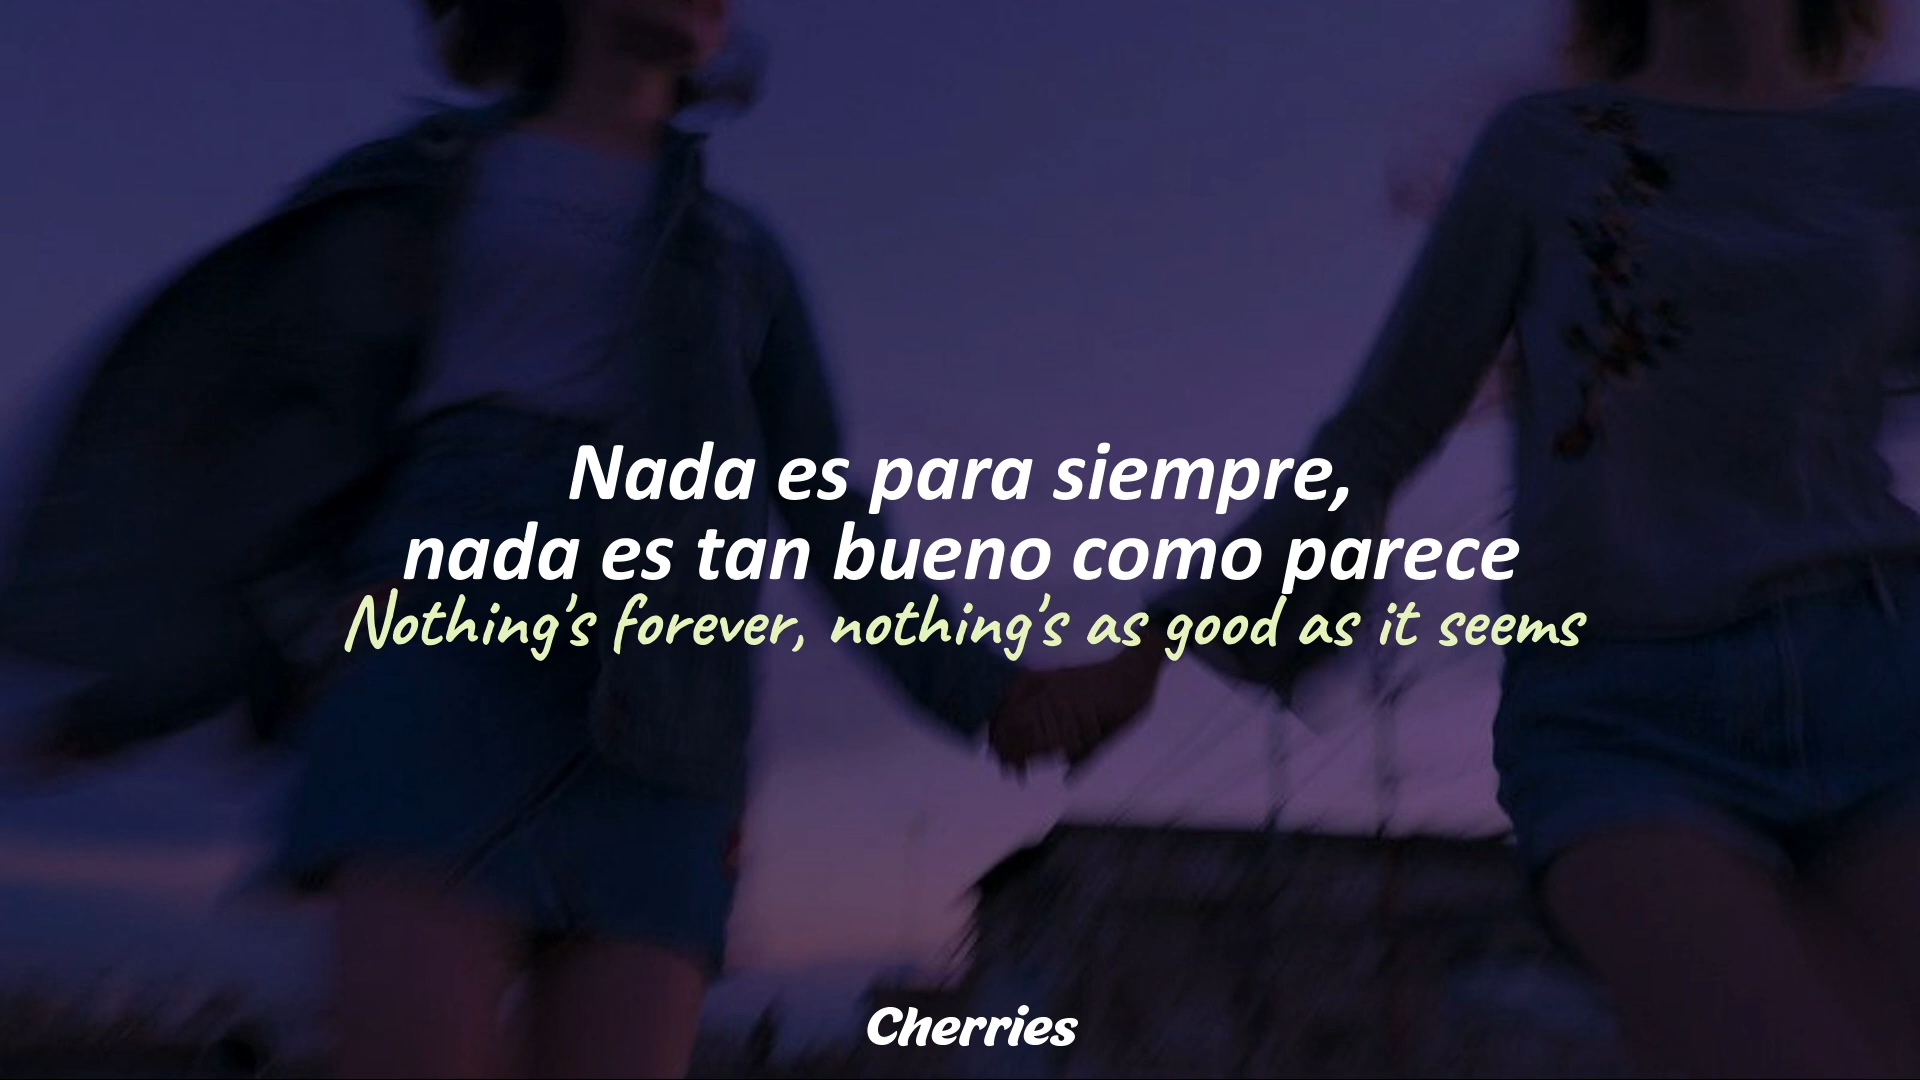 Nada es para siempre,
nada es tan bueno como parece
Nothing's forever, nothing's as good as it seems
Cherries